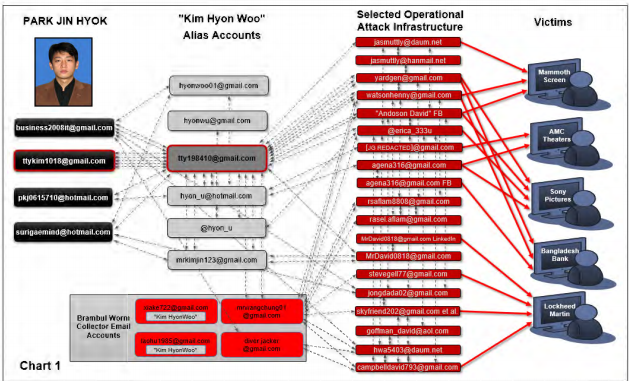 PARK JIN HYOK
"Kim Hyon Woo"
Alias Accounts
Selected Operational
Attack Infrastructure
Victims
business2008it@gmail.com
ttykim1018@gmail.com
pkj0615710@hotmail.com
surigaemind@hotmail.com
hyonwoo01@gmail.com
hyonwu@gmail.com
tty198410@gmail.com
hyon_u@hotmail.com
@hyon_u
mrkimjin123@gmail.com
jasmuttly@daum.net
jasmuttly@hanmail.net
yardgen@gmail.com
watsonhenny@gmail.com
"Andoson David" FB
@erica_333u
[JG REDACTED]@gmail.com
agena316@gmail.com
agena316@gmail.com FB
rsaflam8808@gmail.com
rasel.aflam@gmail.com
MrDavid0818@gmail.com LinkedIn
MrDavid0818@gmail.com
stevegell77@gmail.com
jongdada02@gmail.com
skyfriend202@gmail.com et al
goffman_david@aol.com
hwa5403@daum.net
campbelldavid793@gmail.com
Mammoth
Screen
AMC
Theaters
Sony
Pictures
Bangladesh
Bank
Lockheed
Martin
Brambul Worm
Collector Email
Accounts
@gmail.com
"Kim HyonWoo"
@gmail.com
@gmail.com
"Kim HyonWoo"
@gmail.com
Chart 1